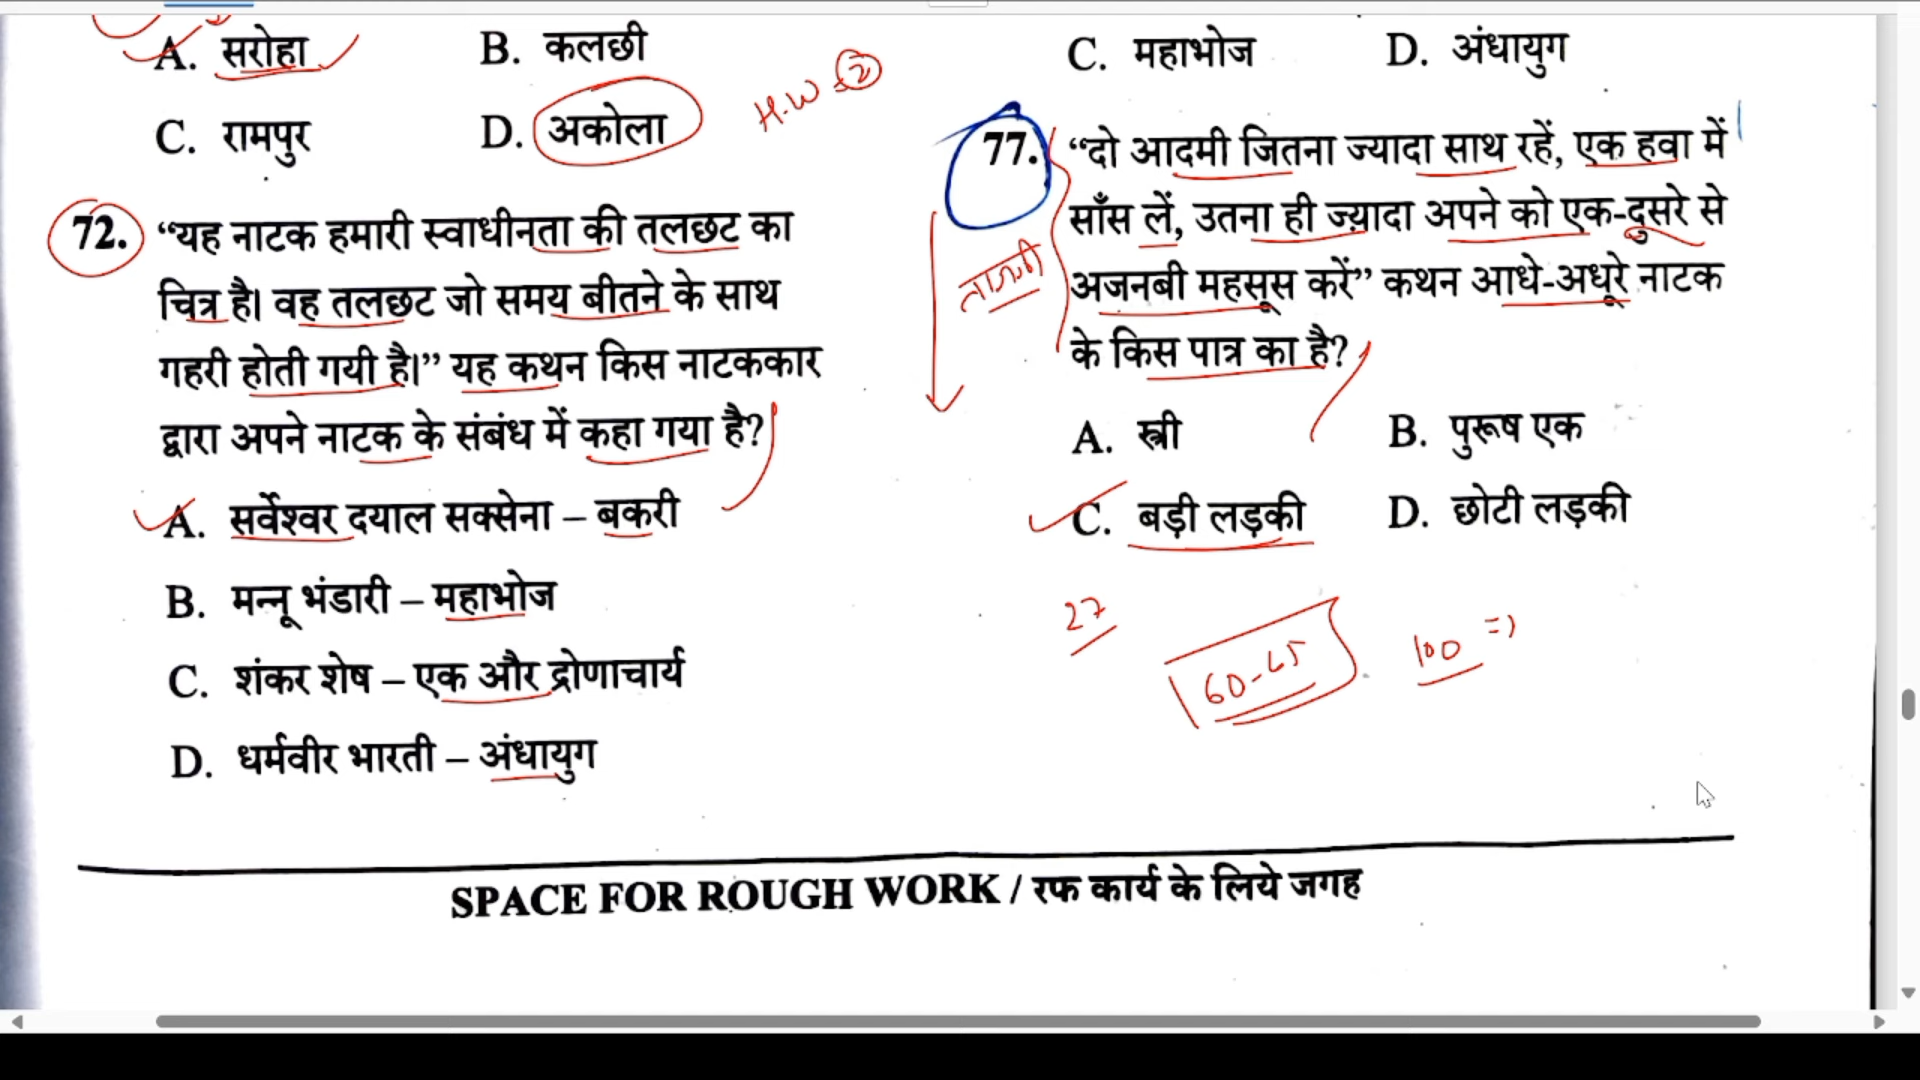 A. सरोहा
B. कलछी
C. रामपुर
D. अकोला
H.W = 2
72. “यह नाटक हमारी स्वाधीनता की तलछट का
चित्र है। वह तलछट जो समय बीतने के साथ
गहरी होती गयी है।” यह कथन किस नाटककार
द्वारा अपने नाटक के संबंध में कहा गया है?
A. सर्वेश्वर दयाल सक्सेना – बकरी
B. मन्नू भंडारी – महाभोज
C. शंकर शेष – एक और द्रोणाचार्य
D. धर्मवीर भारती – अंधायुग
C. महाभोज
D. अंधायुग
77. “दो आदमी जितना ज्यादा साथ रहें, एक हवा में
साँस लें, उतना ही ज़्यादा अपने को एक-दुसरे से
अजनबी महसूस करें” कथन आधे-अधूरे नाटक
के किस पात्र का है?
A. स्त्री
B. पुरूष एक
C. बड़ी लड़की
D. छोटी लड़की
27
60-65
100 =>
SPACE FOR ROUGH WORK / रफ कार्य के लिये जगह